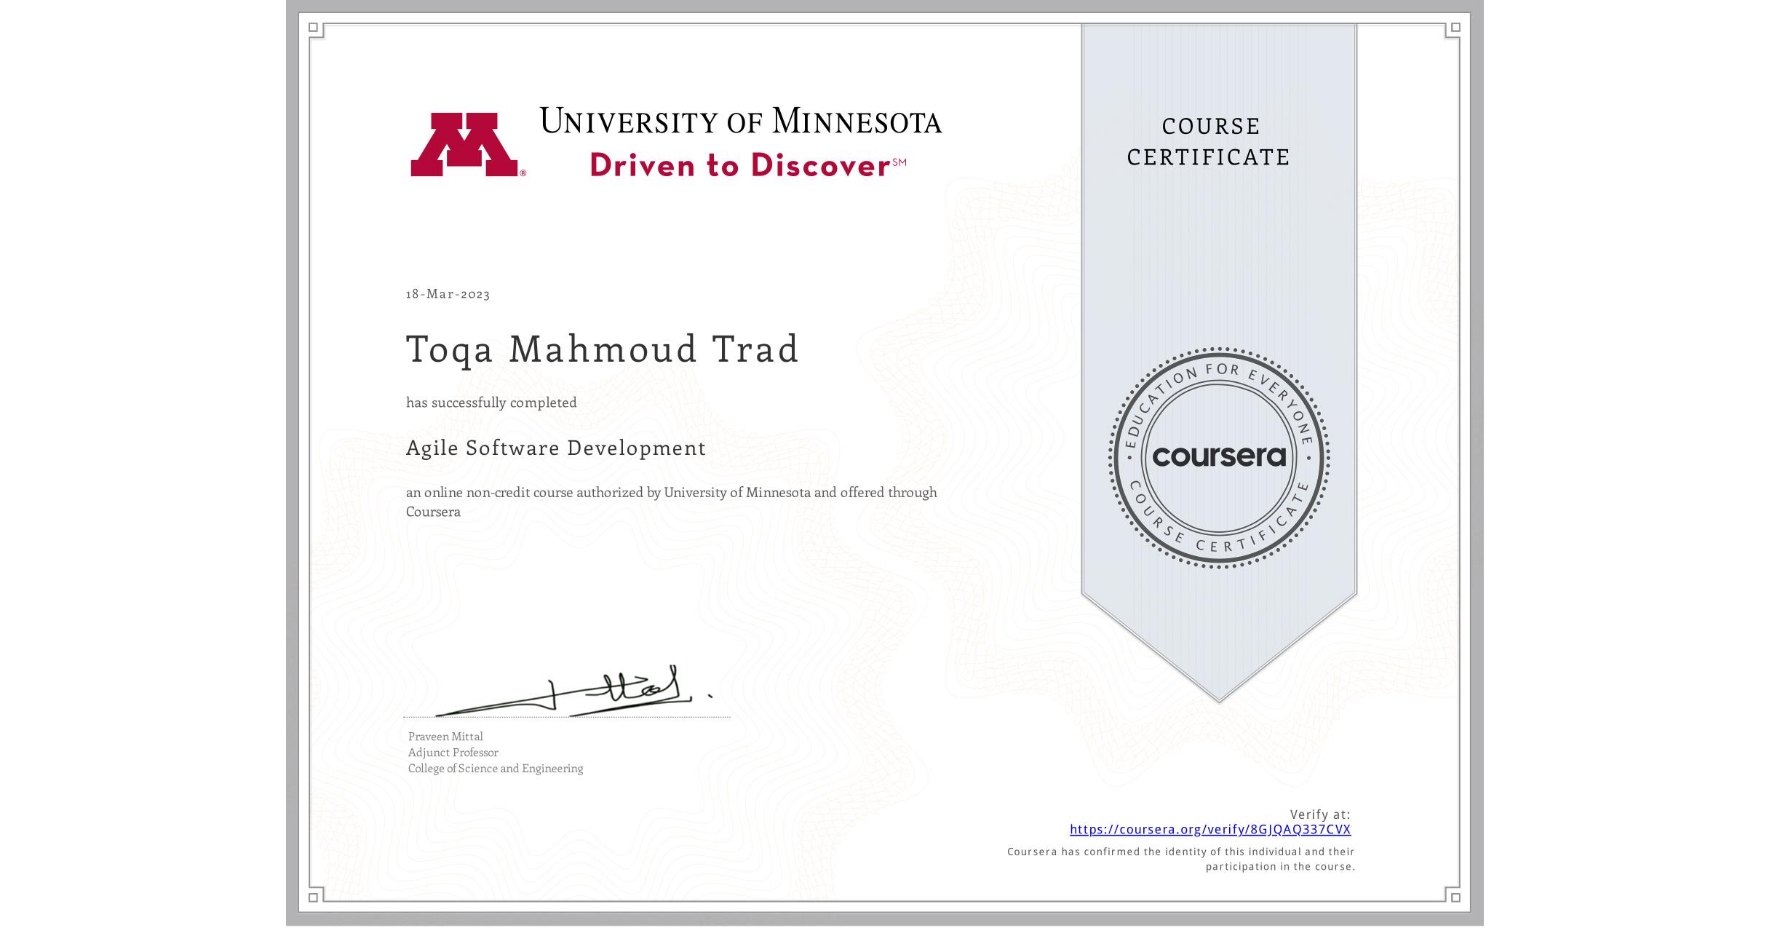 UNIVERSITY OF MINNESOTA
Driven to Discover℠
COURSE
CERTIFICATE
18-Mar-2023
Toqa Mahmoud Trad
has successfully completed
Agile Software Development
an online non-credit course authorized by University of Minnesota and offered through
Coursera
EDUCATION FOR EVERYONE
coursera
COURSE CERTIFICATE
Praveen Mittal
Adjunct Professor
College of Science and Engineering
Verify at:
https://coursera.org/verify/8GJQAQ337CVX
Coursera has confirmed the identity of this individual and their
participation in the course.